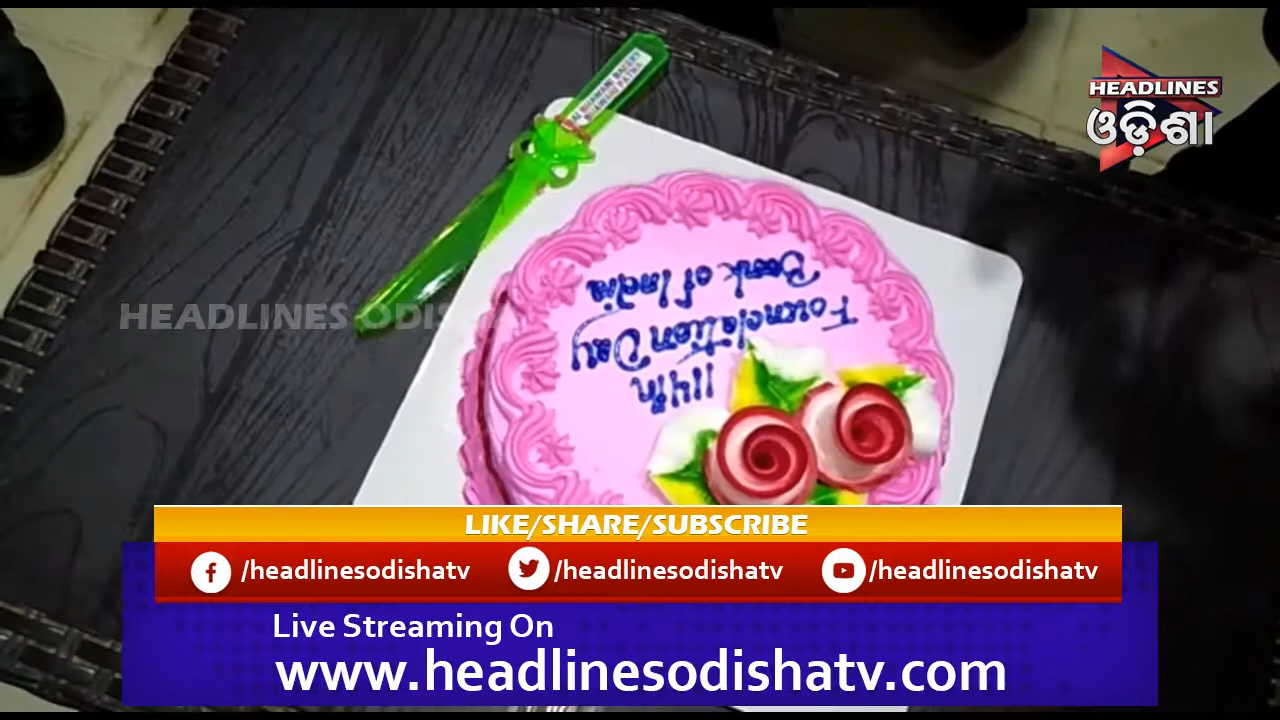 HEADLINES
ଓଡ଼ିଶା
HEADLINES ODISHA
114th
Foundation Day
Bank of India
LIKE/SHARE/SUBSCRIBE
/headlinesodishatv
/headlinesodishatv
/headlinesodishatv
Live Streaming On
www.headlinesodishatv.com